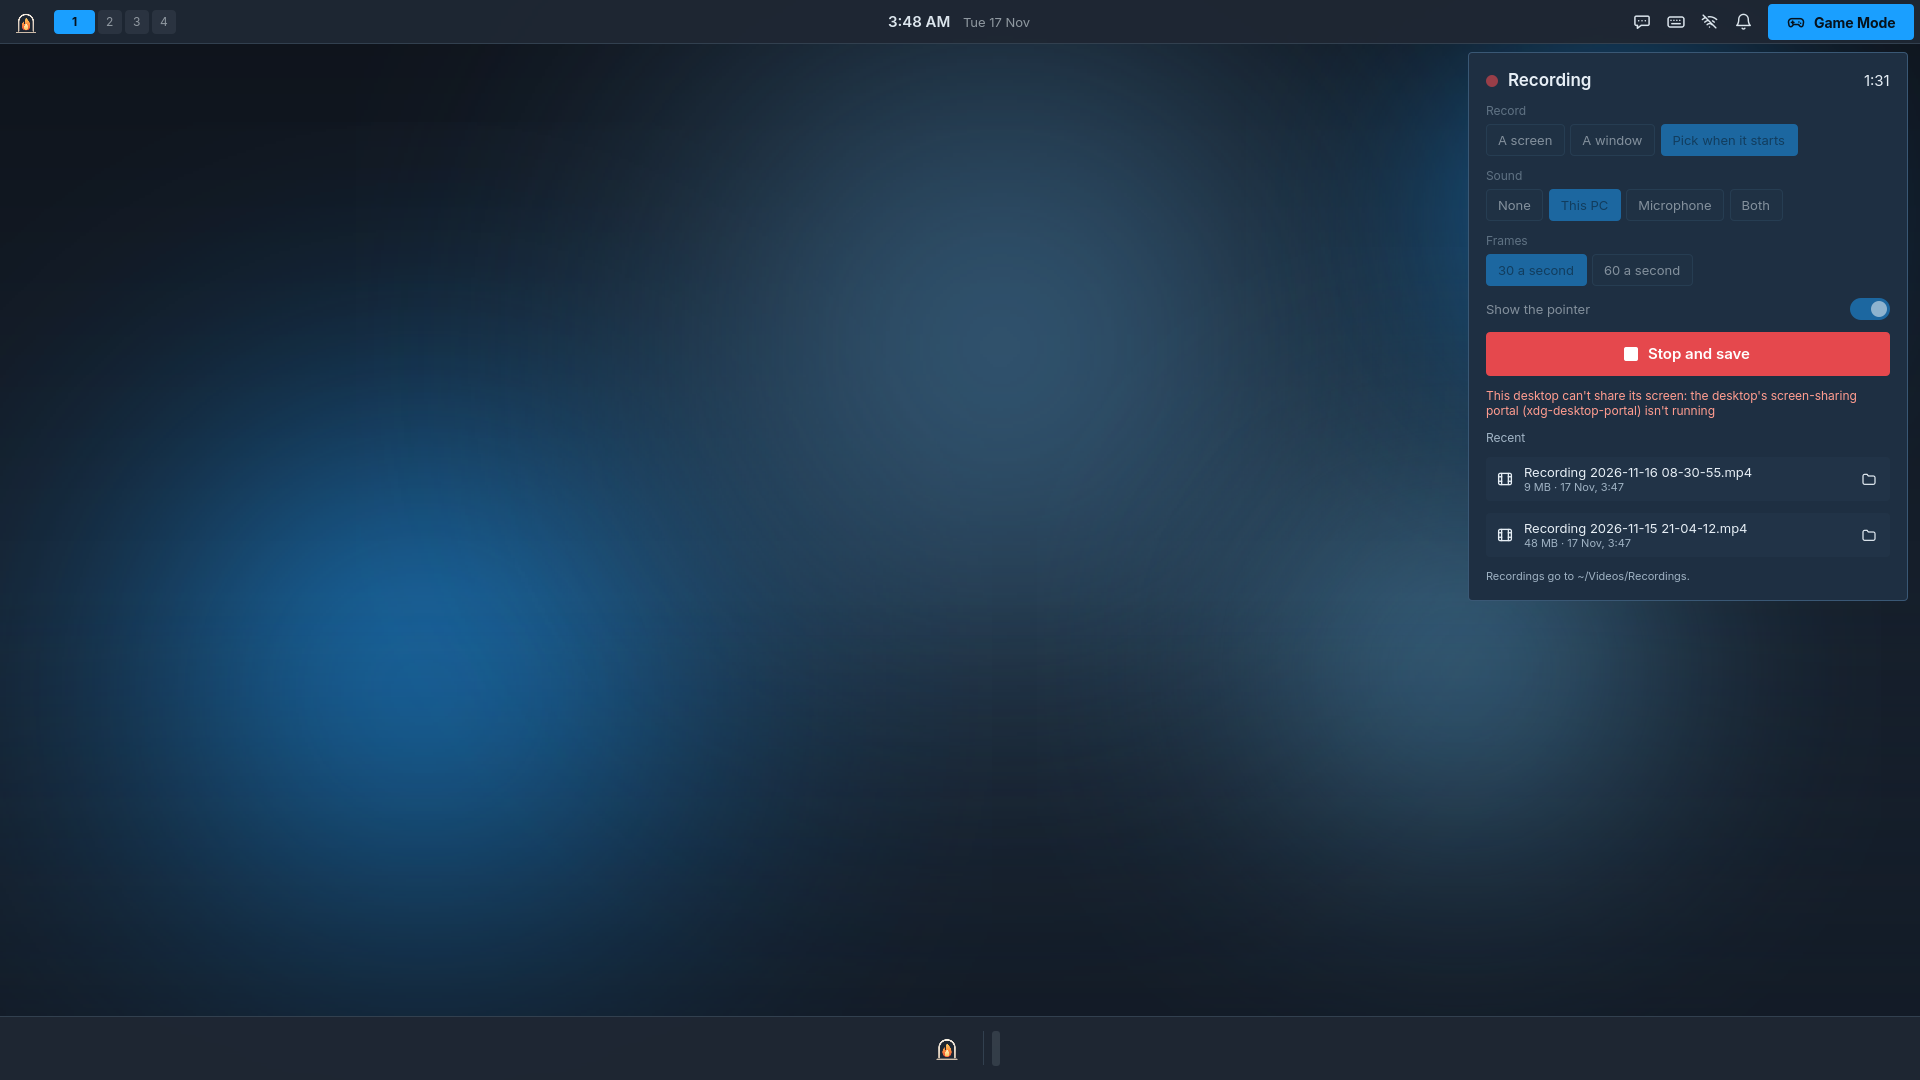 1
2
3
4
3:48 AM Tue 17 Nov
Game Mode
Recording 1:31
Record
A screen
A window
Pick when it starts
Sound
None
This PC
Microphone
Both
Frames
30 a second
60 a second
Show the pointer
Stop and save
This desktop can't share its screen: the desktop's screen-sharing
portal (xdg-desktop-portal) isn't running
Recent
Recording 2026-11-16 08-30-55.mp4
9 MB · 17 Nov, 3:47
Recording 2026-11-15 21-04-12.mp4
48 MB · 17 Nov, 3:47
Recordings go to ~/Videos/Recordings.